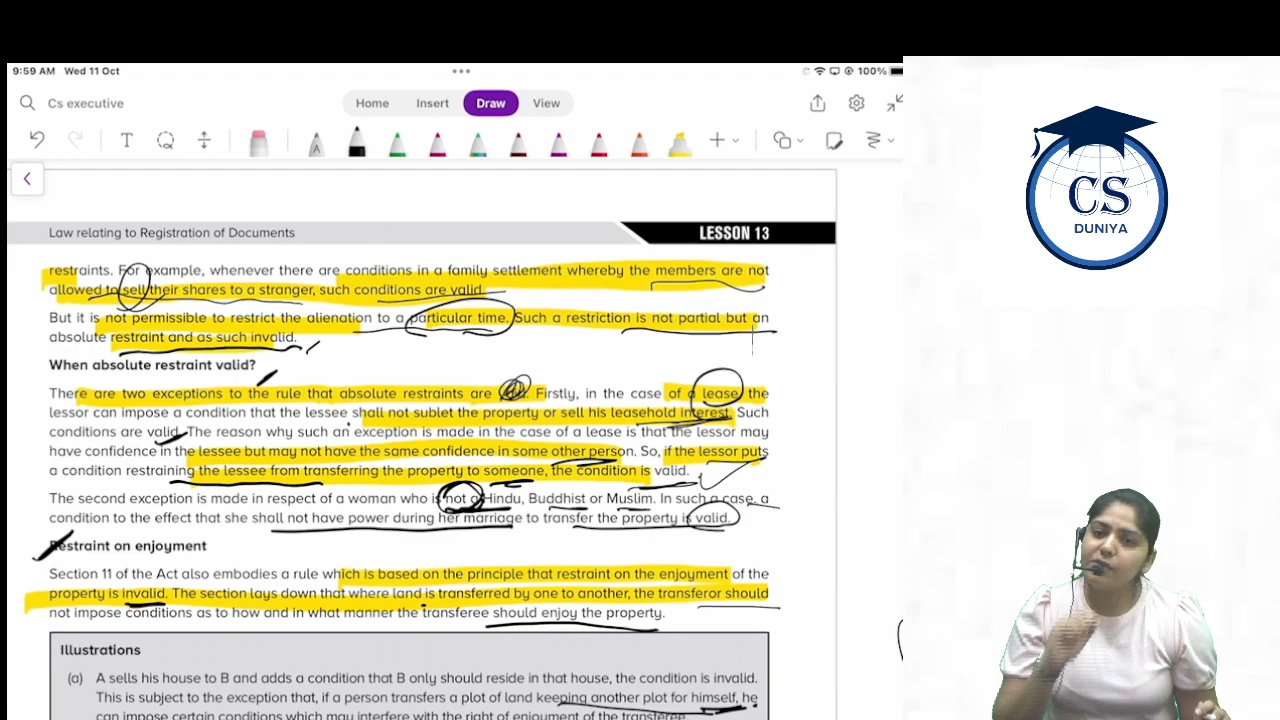 9:59 AM Wed 11 Oct
100%
Cs executive
Home Insert Draw View
T
A
CS
DUNIYA
Law relating to Registration of Documents
LESSON 13
restraints. For example, whenever there are conditions in a family settlement whereby the members are not
allowed to sell their shares to a stranger, such conditions are valid.
But it is not permissible to restrict the alienation to a particular time. Such a restriction is not partial but an
absolute restraint and as such invalid.
When absolute restraint valid?
There are two exceptions to the rule that absolute restraints are Firstly, in the case of a lease, the
lessor can impose a condition that the lessee shall not sublet the property or sell his leasehold interest. Such
conditions are valid. The reason why such an exception is made in the case of a lease is that the lessor may
have confidence in the lessee but may not have the same confidence in some other person. So, if the lessor puts
a condition restraining the lessee from transferring the property to someone, the condition is valid.
The second exception is made in respect of a woman who is not a Hindu, Buddhist or Muslim. In such a case, a
condition to the effect that she shall not have power during her marriage to transfer the property is valid.
Restraint on enjoyment
Section 11 of the Act also embodies a rule which is based on the principle that restraint on the enjoyment of the
property is invalid. The section lays down that where land is transferred by one to another, the transferor should
not impose conditions as to how and in what manner the transferee should enjoy the property.
Illustrations
(a) A sells his house to B and adds a condition that B only should reside in that house, the condition is invalid.
This is subject to the exception that, if a person transfers a plot of land keeping another plot for himself, he
can impose certain conditions which may interfere with the right of enjoyment of the transferee.